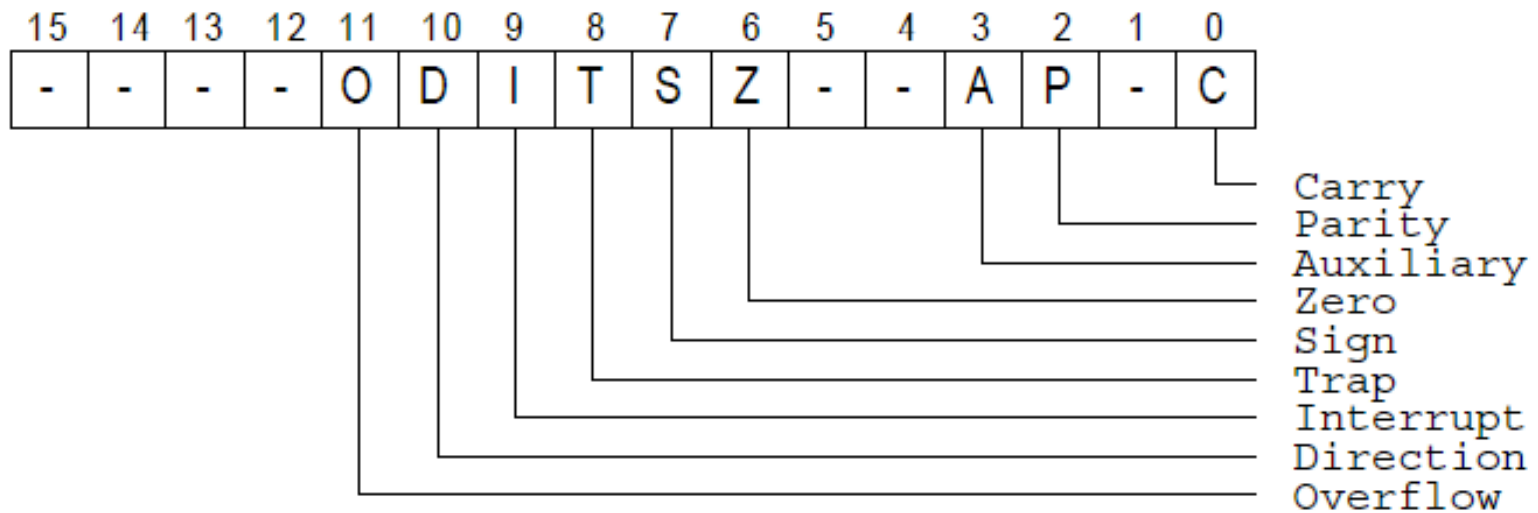 15 14 13 12 11 10 9 8 7 6 5 4 3 2 1 0
- - - - O D I T S Z - - A P - C
Carry
Parity
Auxiliary
Zero
Sign
Trap
Interrupt
Direction
Overflow